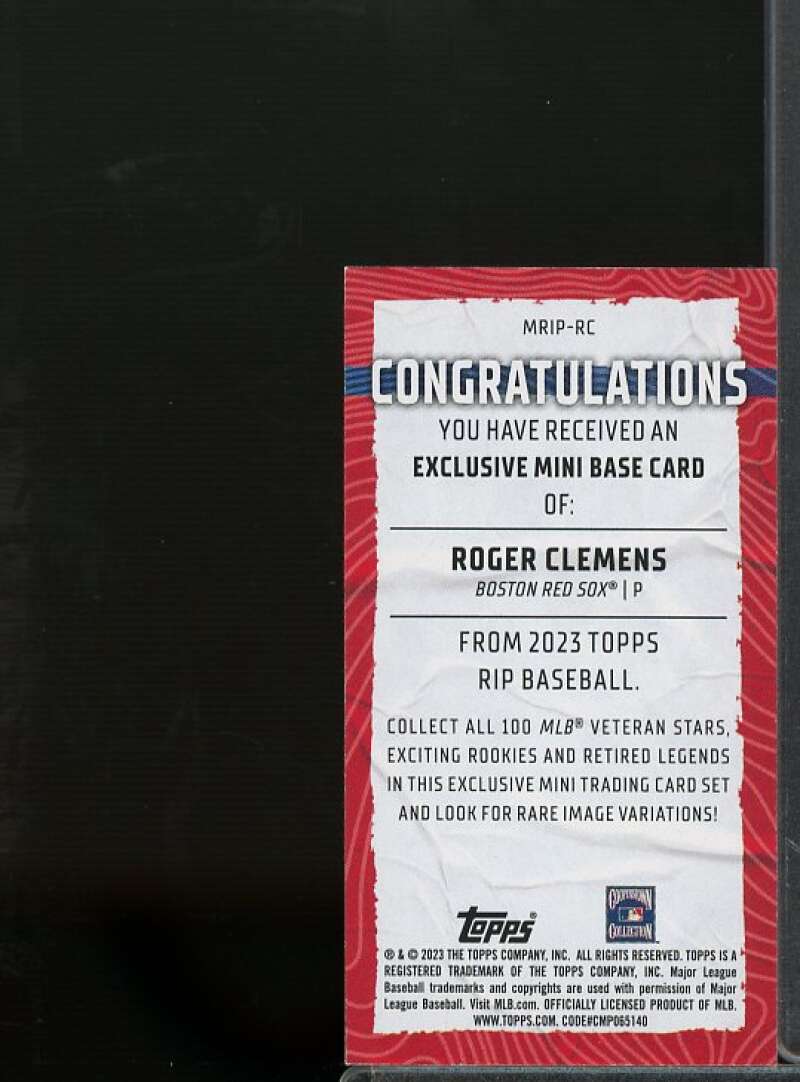 MRIP-RC
CONGRATULATIONS
YOU HAVE RECEIVED AN
EXCLUSIVE MINI BASE CARD
OF:
ROGER CLEMENS
BOSTON RED SOX® | P
FROM 2023 TOPPS
RIP BASEBALL.
COLLECT ALL 100 MLB® VETERAN STARS,
EXCITING ROOKIES AND RETIRED LEGENDS
IN THIS EXCLUSIVE MINI TRADING CARD SET
AND LOOK FOR RARE IMAGE VARIATIONS!
topps®
COOPERSTOWN
COLLECTION
® & © 2023 THE TOPPS COMPANY, INC. ALL RIGHTS RESERVED. TOPPS IS A
REGISTERED TRADEMARK OF THE TOPPS COMPANY, INC. Major League
Baseball trademarks and copyrights are used with permission of Major
League Baseball. Visit MLB.com. OFFICIALLY LICENSED PRODUCT OF MLB.
WWW.TOPPS.COM. CODE#CMP065140